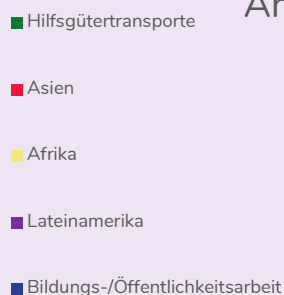 Hilfsgütertransporte
Asien
Afrika
Lateinamerika
Bildungs-/Öffentlichkeitsarbeit